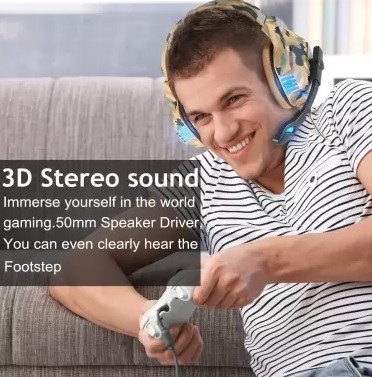 3D Stereo sound
Immerse yourself in the world
gaming.50mm Speaker Driver,
You can even clearly hear the
Footstep